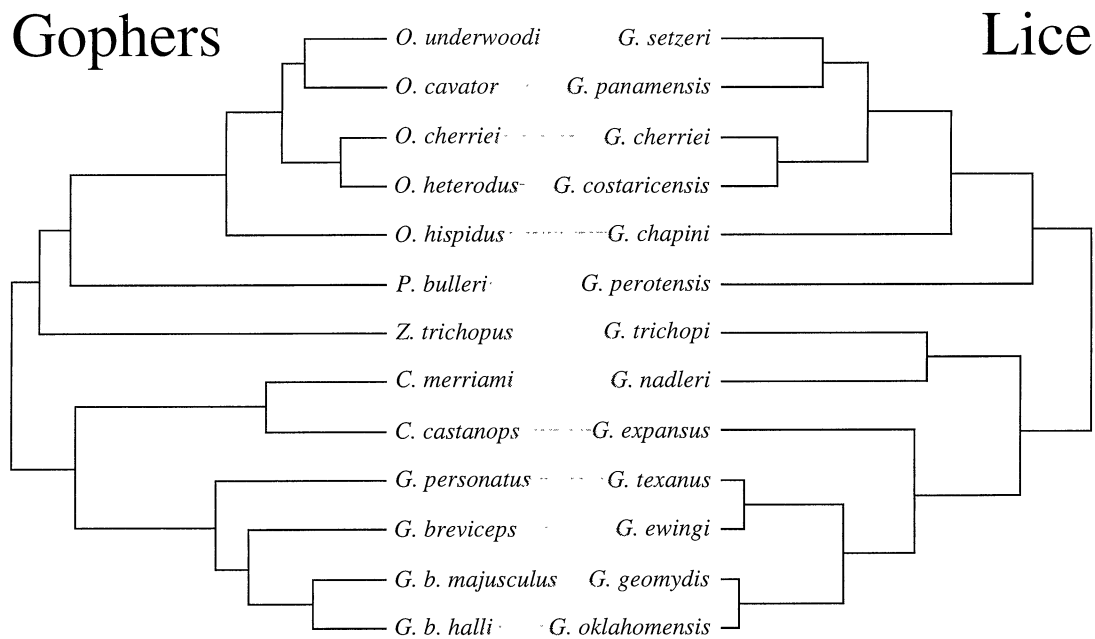 Gophers Lice
O. underwoodi G. setzeri
O. cavator G. panamensis
O. cherriei G. cherriei
O. heterodus G. costaricensis
O. hispidus G. chapini
P. bulleri G. perotensis
Z. trichopus G. trichopi
C. merriami G. nadleri
C. castanops G. expansus
G. personatus G. texanus
G. breviceps G. ewingi
G. b. majusculus G. geomydis
G. b. halli G. oklahomensis